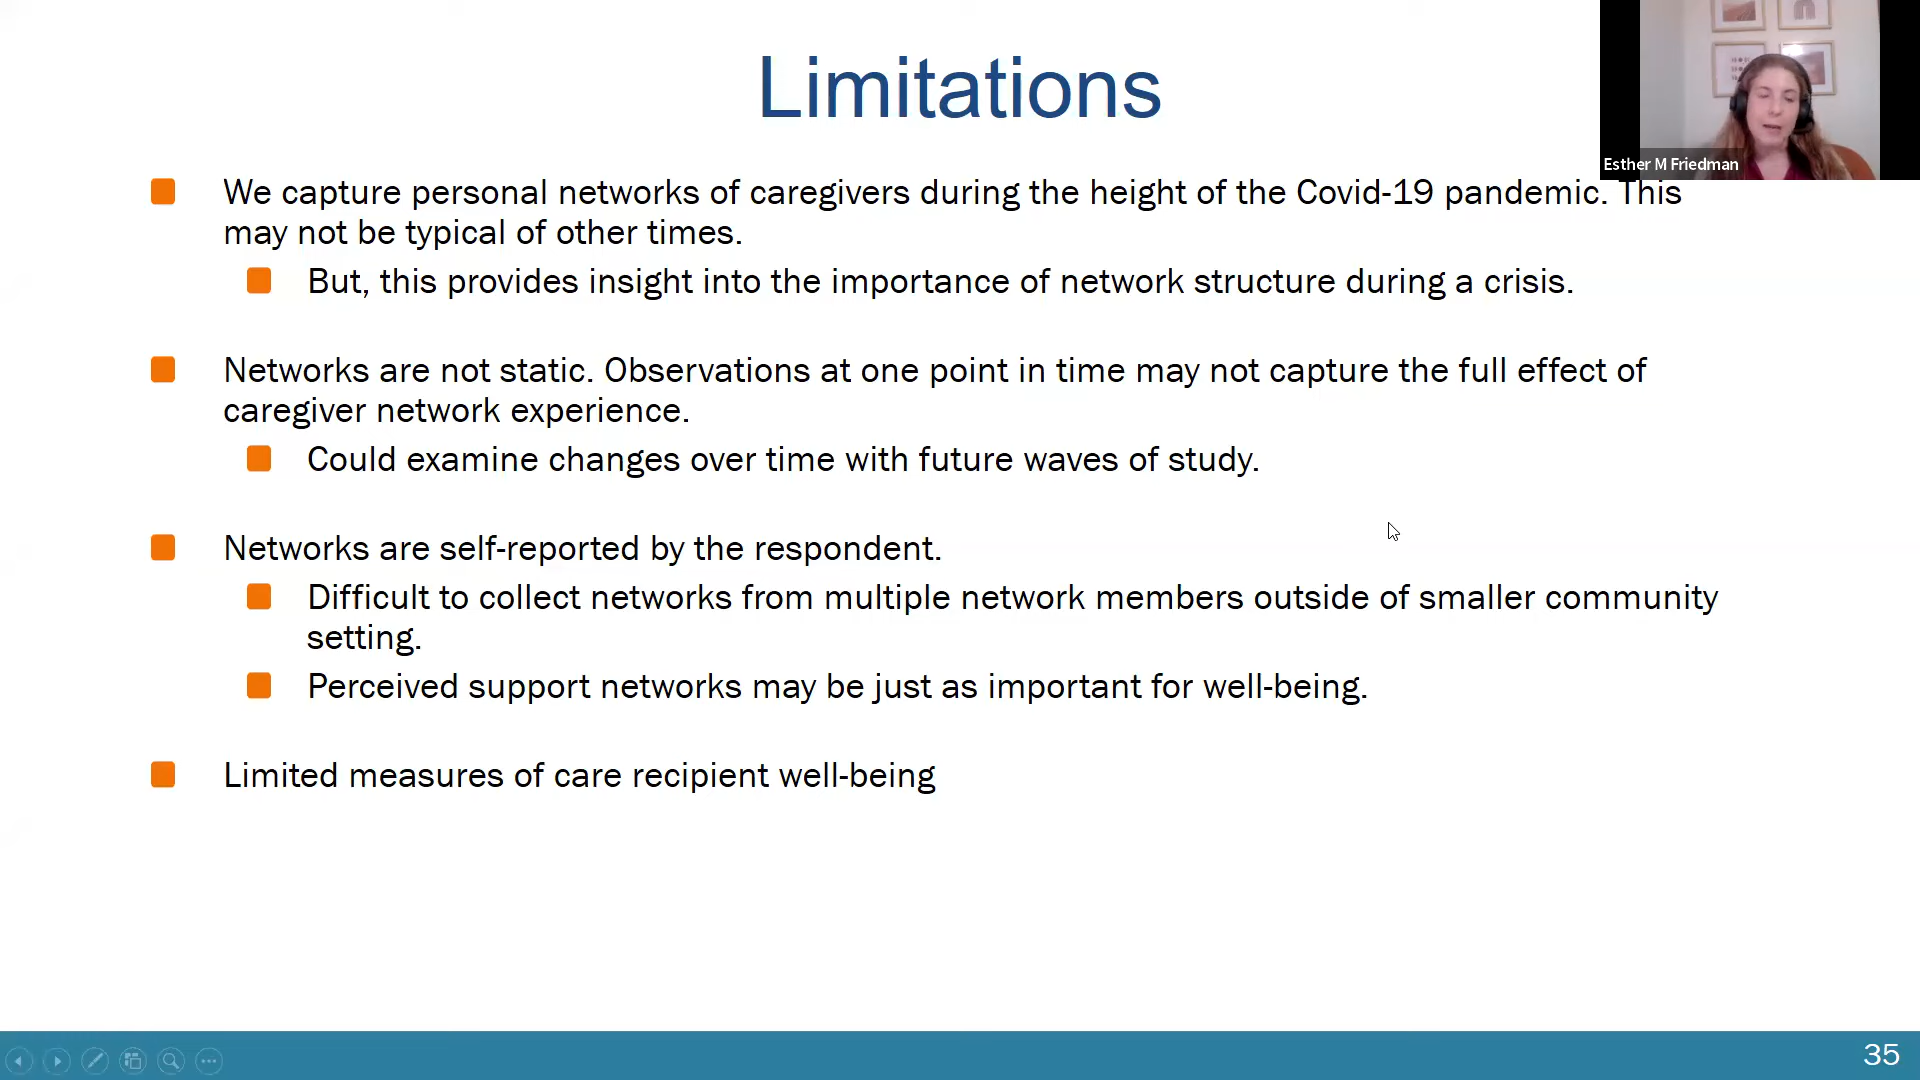 Limitations
Esther M Friedman
We capture personal networks of caregivers during the height of the Covid-19 pandemic. This
may not be typical of other times.
But, this provides insight into the importance of network structure during a crisis.
Networks are not static. Observations at one point in time may not capture the full effect of
caregiver network experience.
Could examine changes over time with future waves of study.
Networks are self-reported by the respondent.
Difficult to collect networks from multiple network members outside of smaller community
setting.
Perceived support networks may be just as important for well-being.
Limited measures of care recipient well-being
35